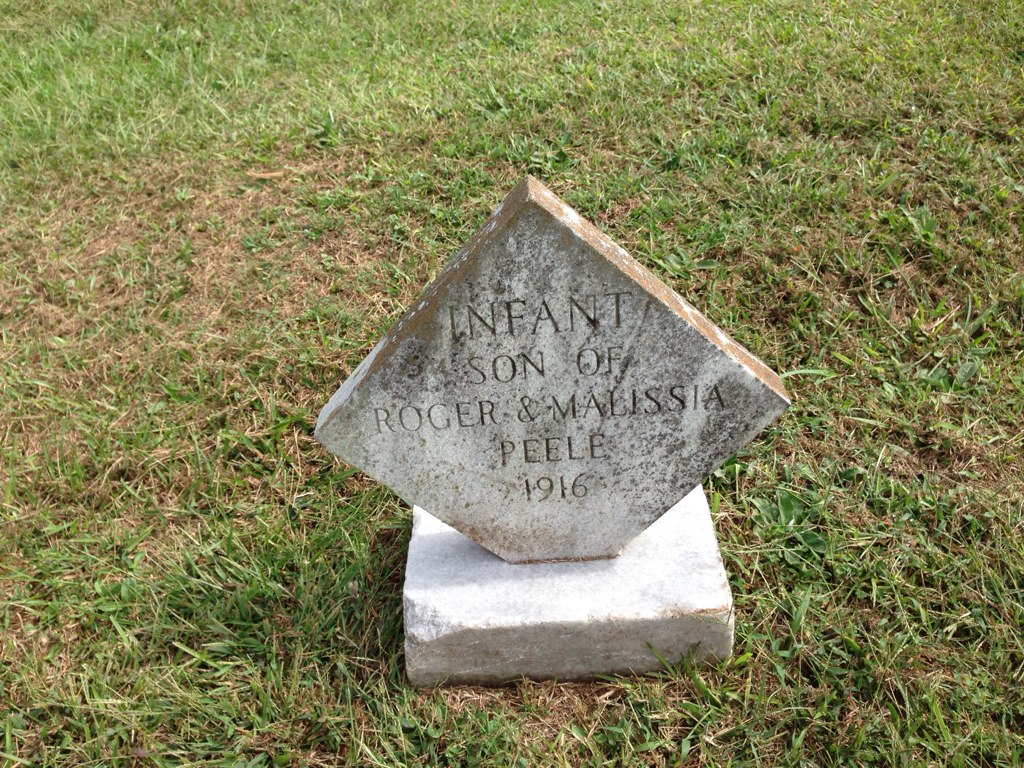 INFANT
SON OF
ROGER & MALISSIA
PEELE
1916